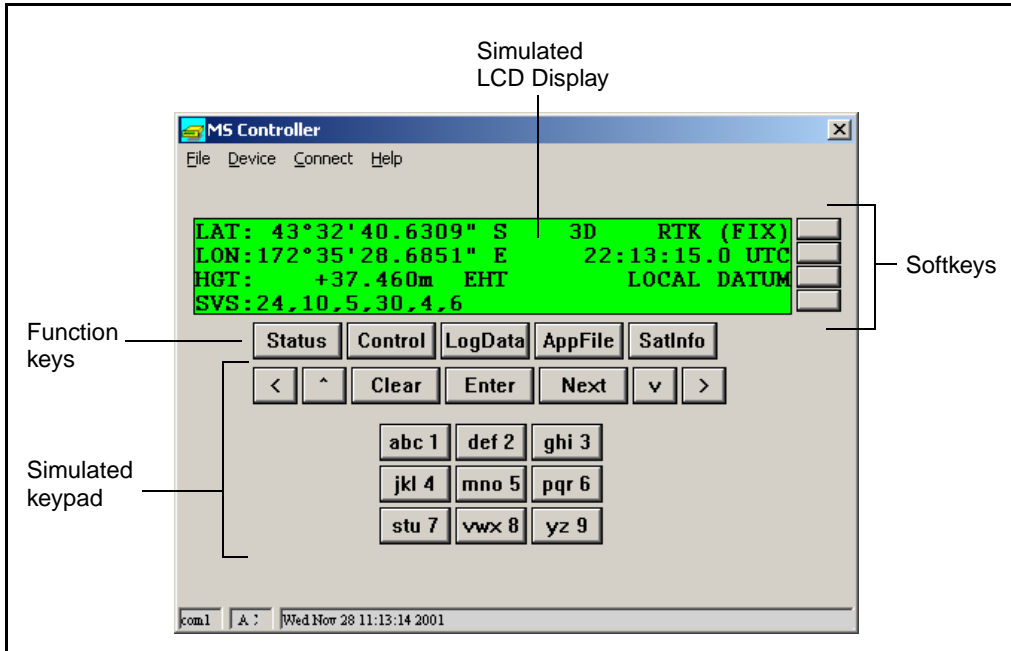 Simulated
LCD Display
MS Controller
File Device Connect Help
LAT: 43°32'40.6309" S 3D RTK (FIX)
LON:172°35'28.6851" E 22:13:15.0 UTC
HGT: +37.460m EHT LOCAL DATUM
SVS:24,10,5,30,4,6
Softkeys
Function
keys
Status Control LogData AppFile SatInfo
< ^ Clear Enter Next v >
Simulated
keypad
abc 1 def 2 ghi 3
jkl 4 mno 5 pqr 6
stu 7 vwx 8 yz 9
com1 Wed Nov 28 11:13:14 2001